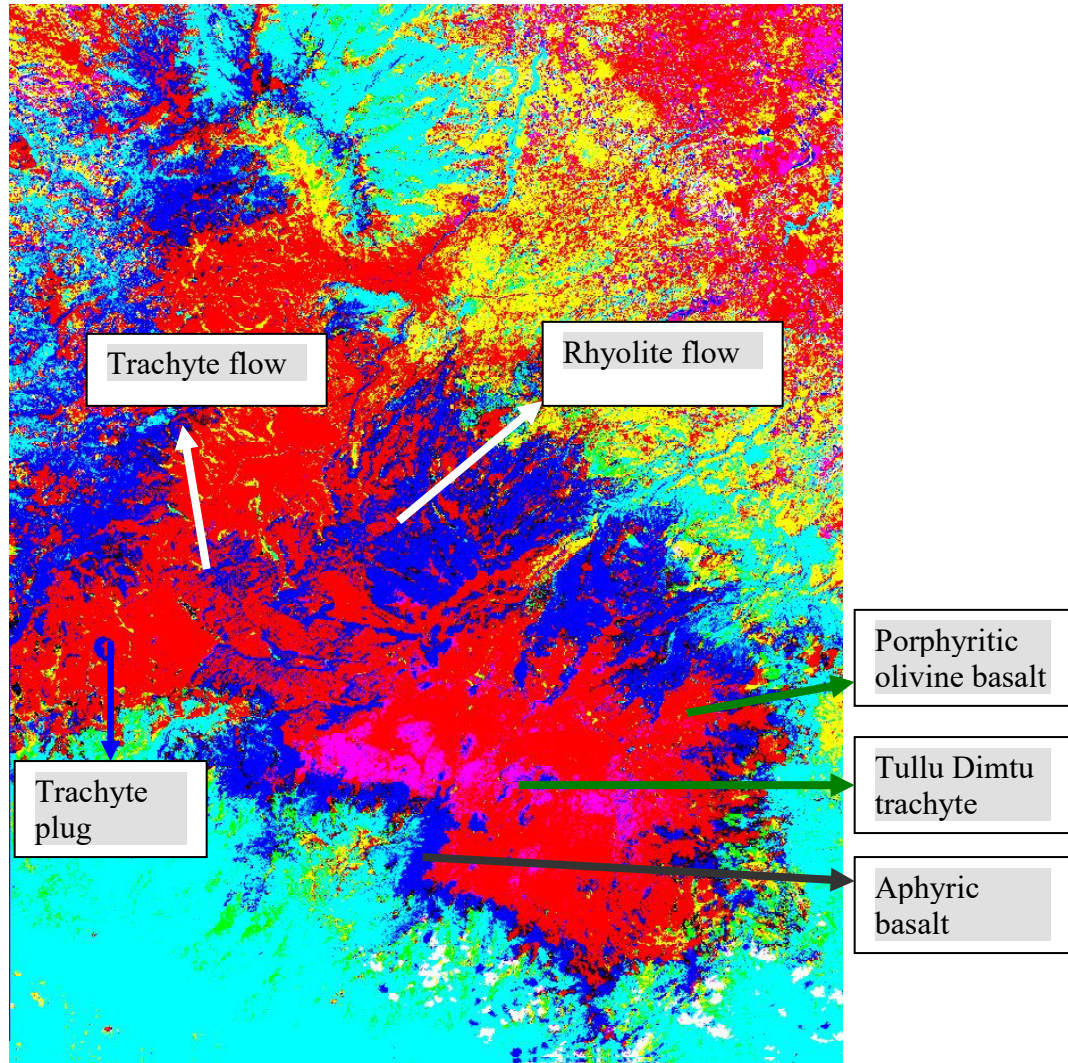 Trachyte flow
Rhyolite flow
Porphyritic
olivine basalt
Tullu Dimtu
trachyte
Trachyte
plug
Aphyric
basalt